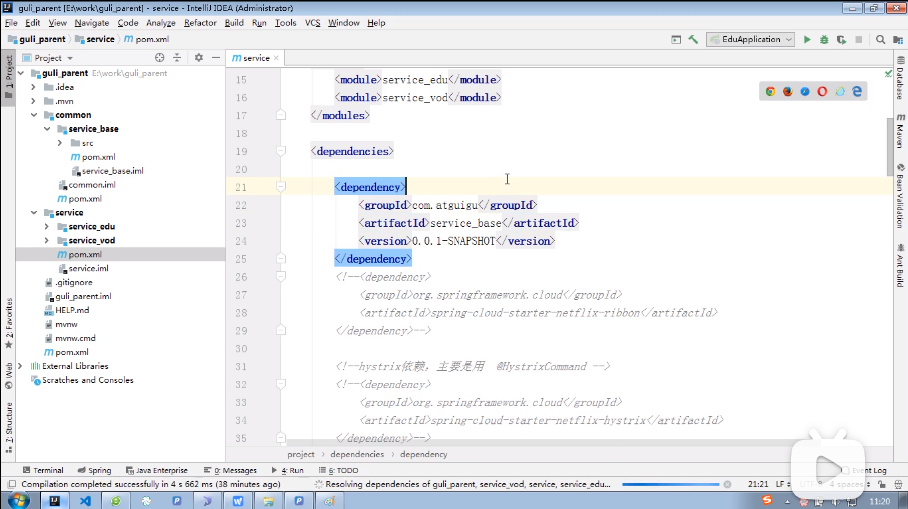 guli_parent [E:\work\guli_parent] - service - IntelliJ IDEA (Administrator)
File Edit View Navigate Code Analyze Refactor Build Run Tools VCS Window Help
guli_parent service pom.xml
EduApplication
Project
service
guli_parent E:\work\guli_parent
.idea
.mvn
common
service_base
src
pom.xml
service_base.iml
common.iml
pom.xml
service
service_edu
service_vod
pom.xml
service.iml
.gitignore
guli_parent.iml
HELP.md
mvnw
mvnw.cmd
pom.xml
External Libraries
Scratches and Consoles
1: Project
2: Favorites
Web
7: Structure
15 <module>service_edu</module>
16 <module>service_vod</module>
17 </modules>
18
19 <dependencies>
20
21 <dependency>
22 <groupId>com.atguigu</groupId>
23 <artifactId>service_base</artifactId>
24 <version>0.0.1-SNAPSHOT</version>
25 </dependency>
26 <!--<dependency>
27 <groupId>org.springframework.cloud</groupId>
28 <artifactId>spring-cloud-starter-netflix-ribbon</artifactId>
29 </dependency>-->
30
31 <!--hystrix依赖，主要是用 @HystrixCommand -->
32 <!--<dependency>
33 <groupId>org.springframework.cloud</groupId>
34 <artifactId>spring-cloud-starter-netflix-hystrix</artifactId>
35 </dependency>-->
Database
Maven
Bean Validation
Ant Build
project dependencies dependency
Terminal Spring Java Enterprise 0: Messages 4: Run 6: TODO Event Log
Compilation completed successfully in 4 s 662 ms (38 minutes ago) Resolving dependencies of guli_parent, service_vod, service, service_edu... 21:21 LF 4 spaces
11:20